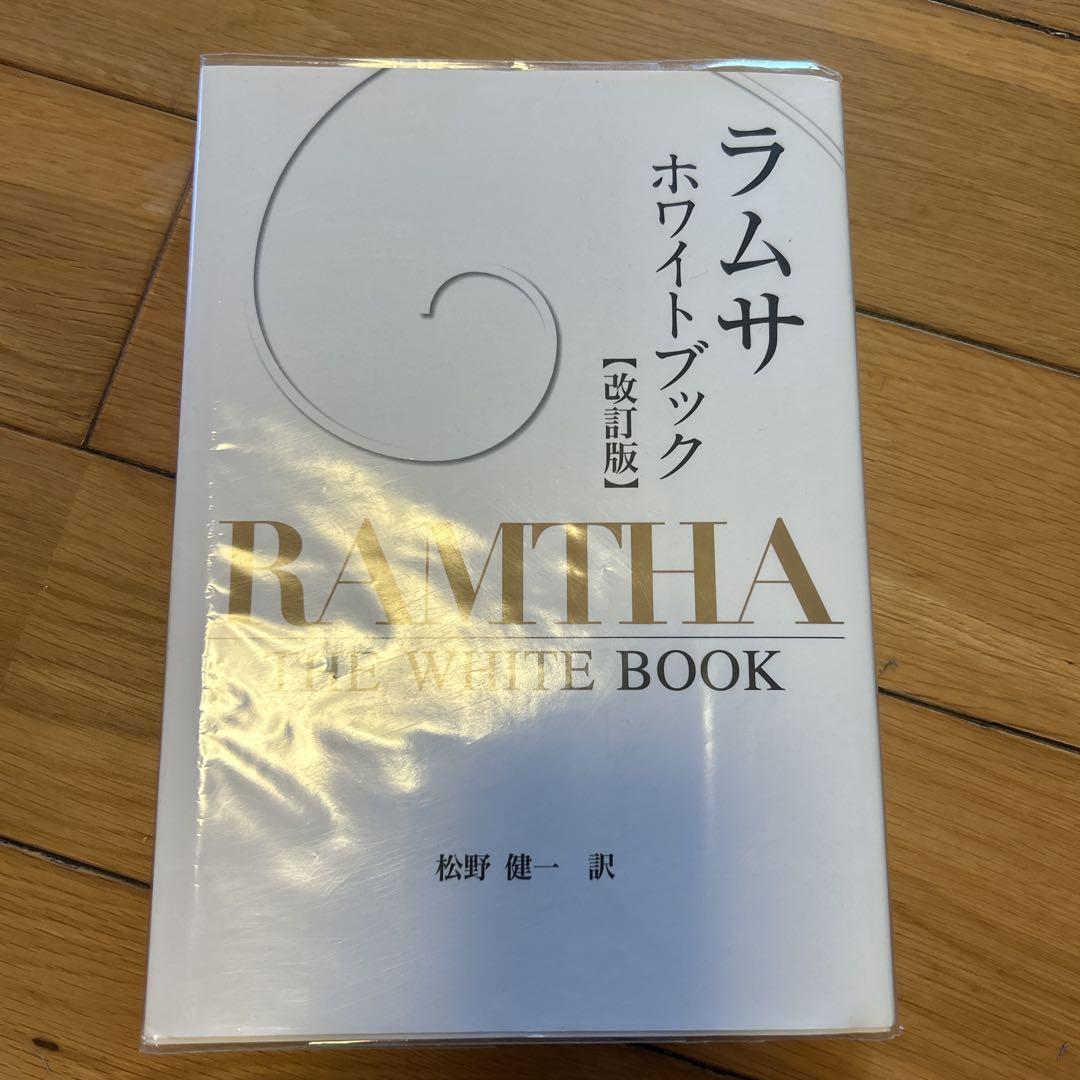 ラムサ
ホワイトブック
【改訂版】
RAMTHA
THE WHITE BOOK
松野 健一 訳